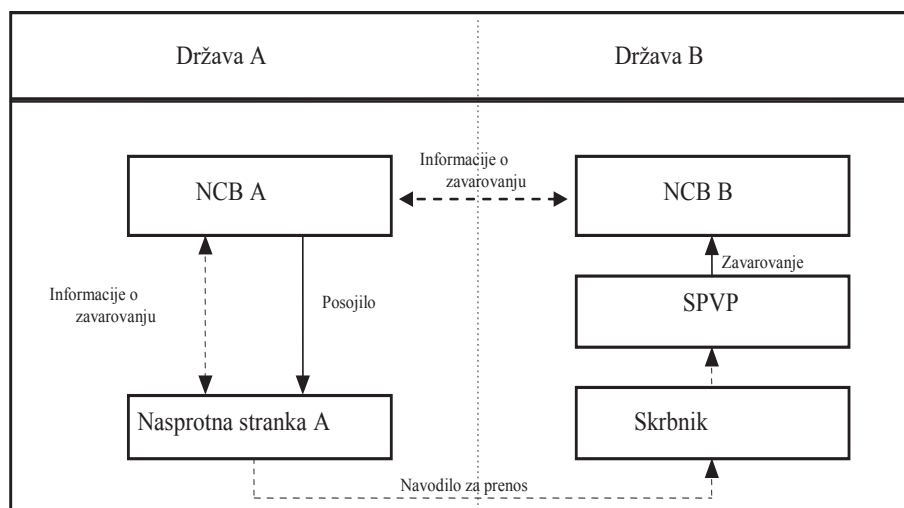 Država A
Država B
Informacije o
zavarovanju
NCB A
NCB B
Zavarovanje
Informacije o
zavarovanju
Posojilo
SPVP
Nasprotna stranka A
Skrbnik
Navodilo za prenos